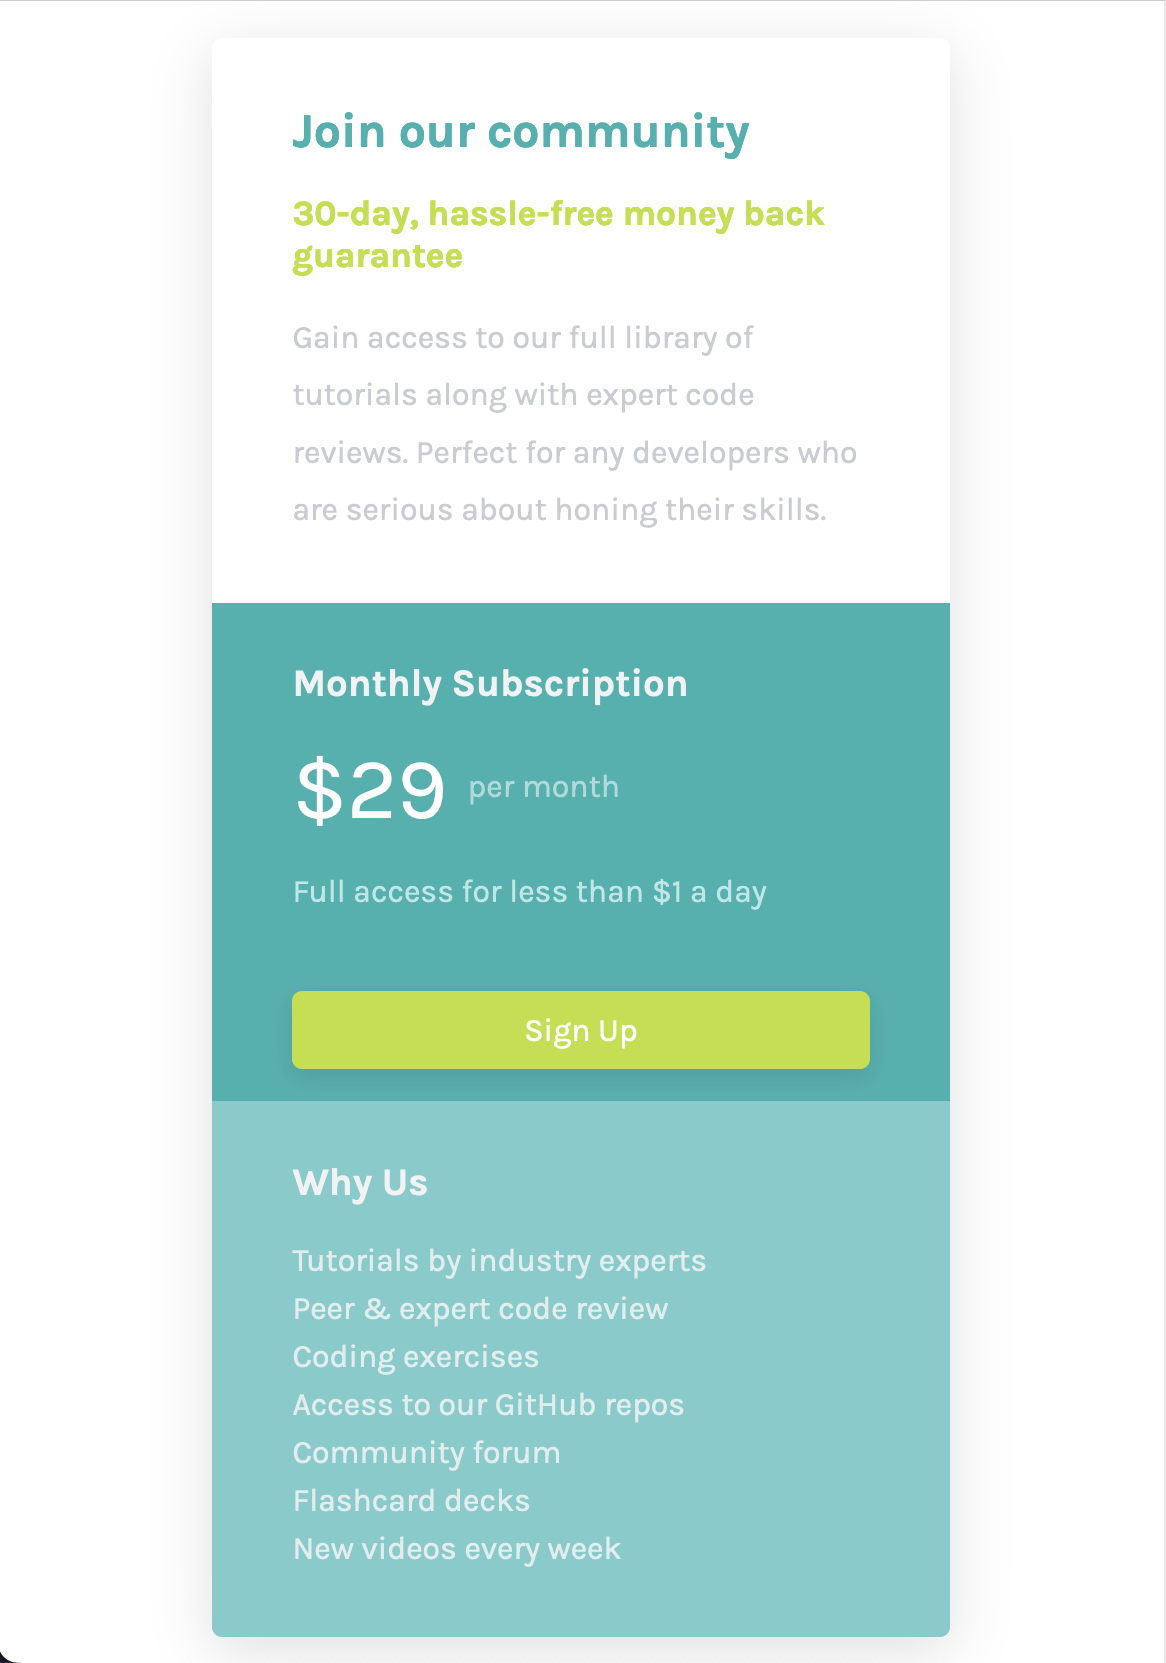 Join our community
30-day, hassle-free money back
guarantee
Gain access to our full library of
tutorials along with expert code
reviews. Perfect for any developers who
are serious about honing their skills.
Monthly Subscription
$29 per month
Full access for less than $1 a day
Sign Up
Why Us
Tutorials by industry experts
Peer & expert code review
Coding exercises
Access to our GitHub repos
Community forum
Flashcard decks
New videos every week